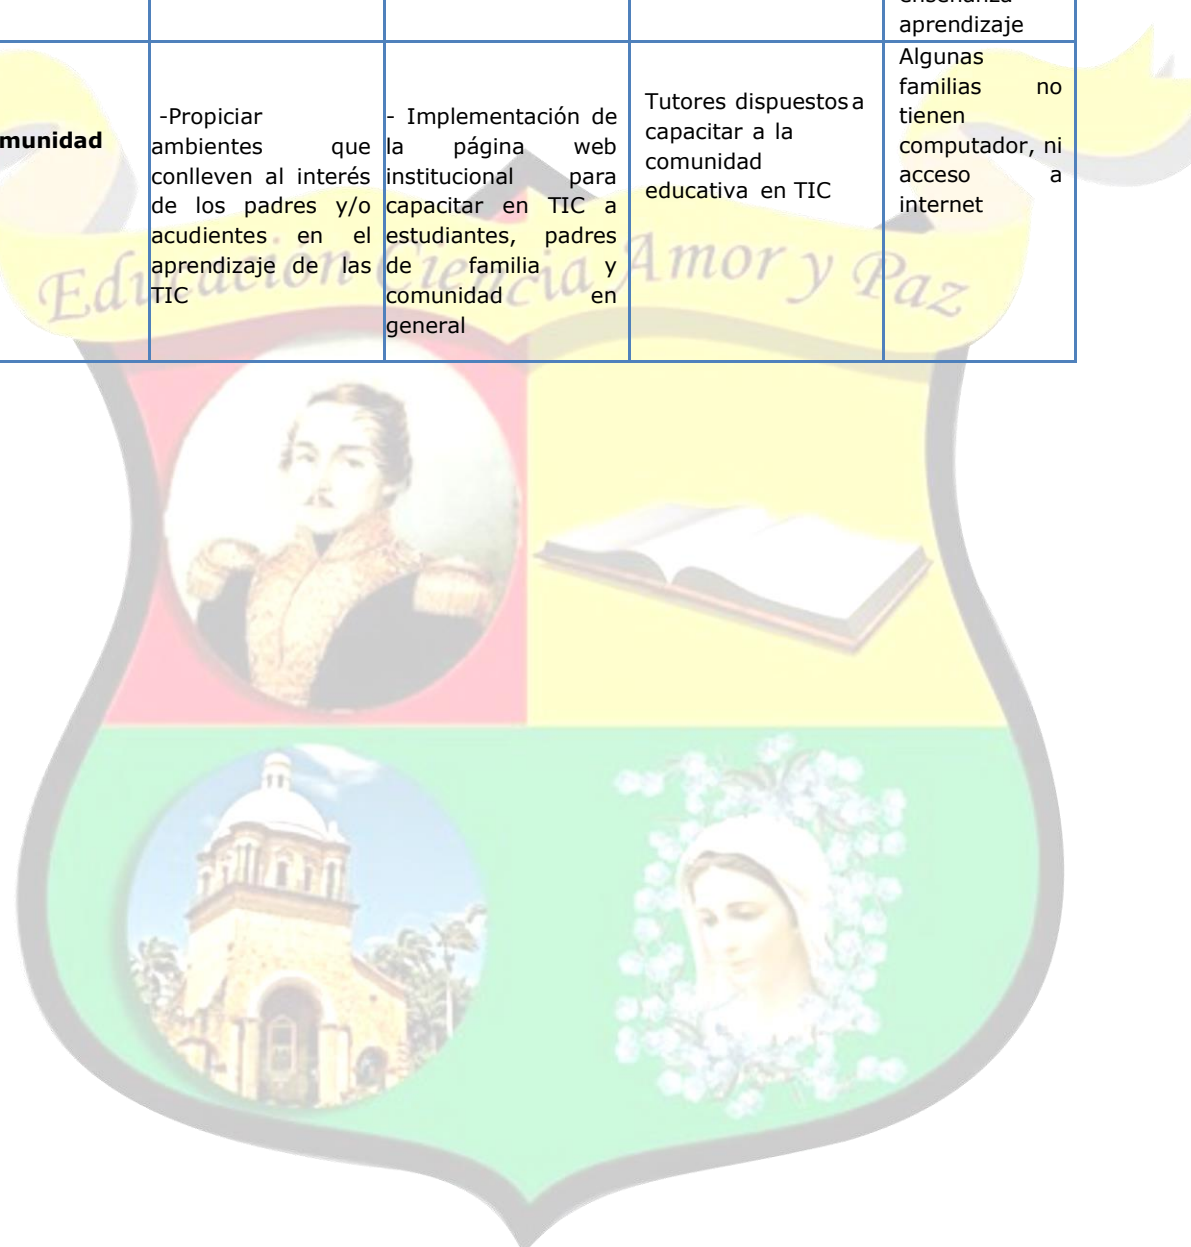 aprendizaje
munidad
-Propiciar
ambientes que
conlleven al interés
de los padres y/o
acudientes en el
aprendizaje de las
TIC
- Implementación de
la página web
institucional para
capacitar en TIC a
estudiantes, padres
de familia y
comunidad en
general
Tutores dispuestos a
capacitar a la
comunidad
educativa en TIC
Algunas
familias no
tienen
computador, ni
acceso a
internet
Educación Ciencia Amor y Paz